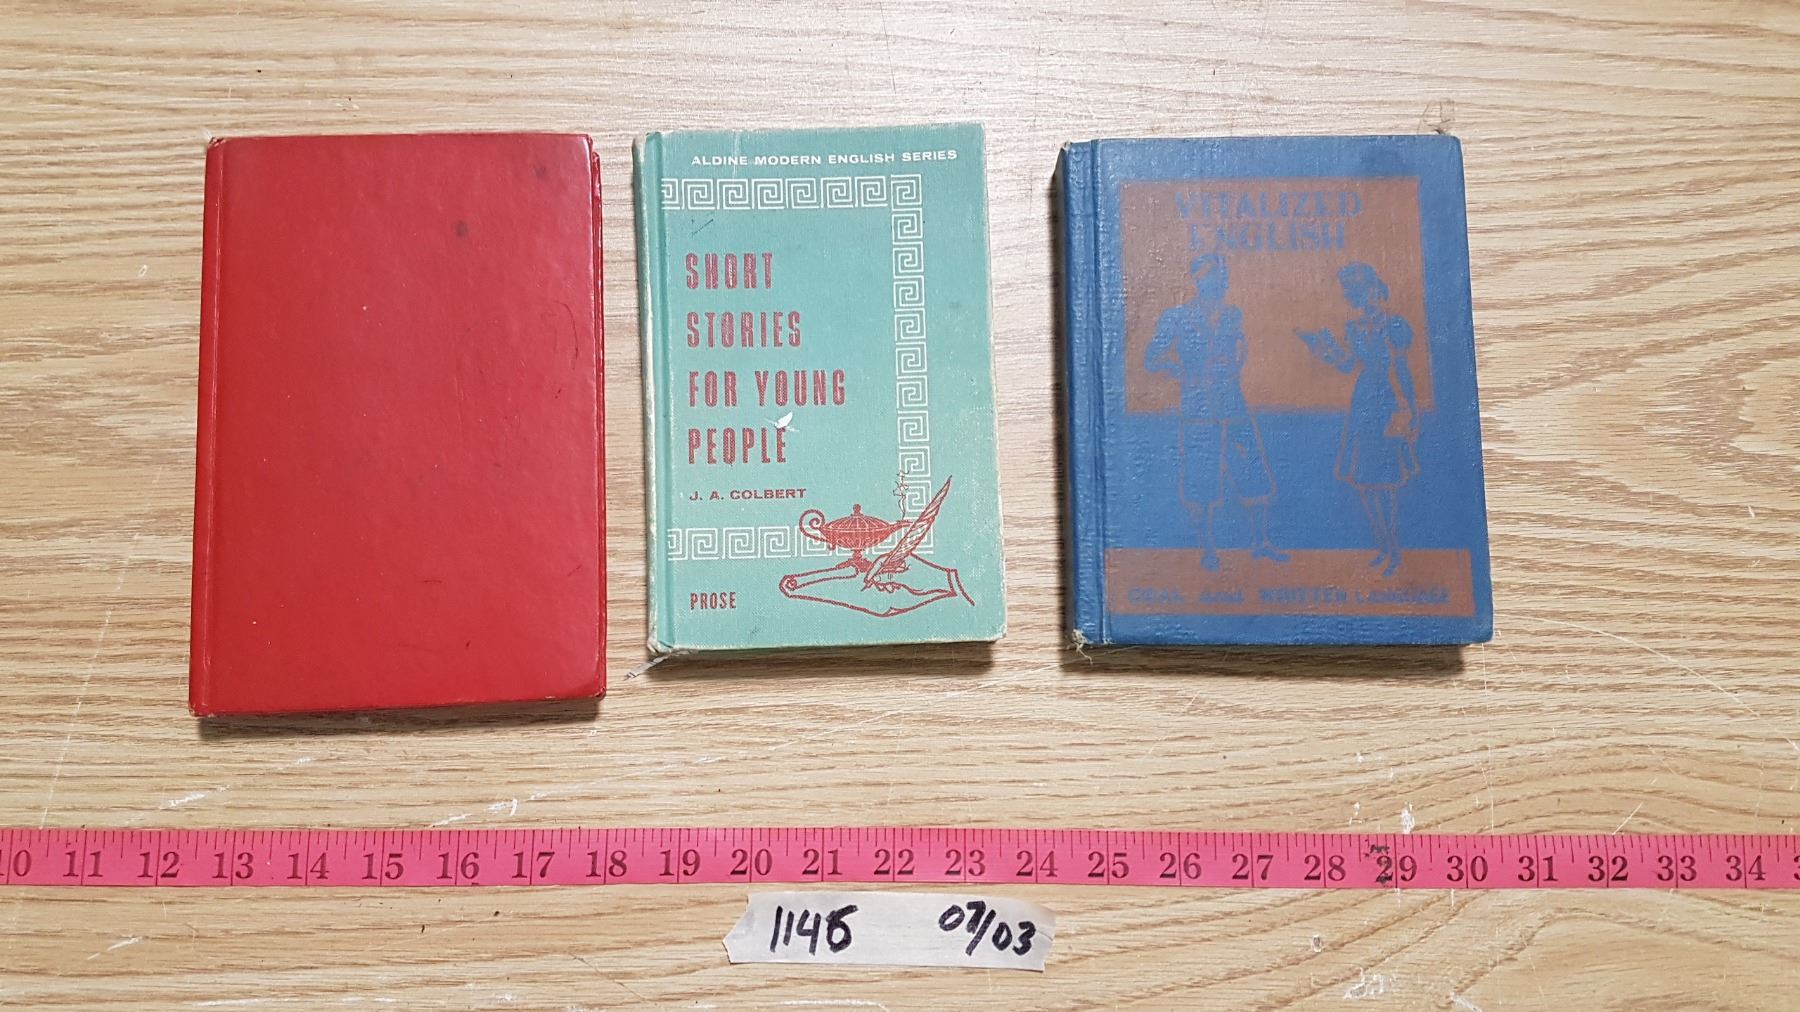 ALDINE MODERN ENGLISH SERIES
SHORT
STORIES
FOR YOUNG
PEOPLE
J. A. COLBERT
PROSE
VITALIZED
ENGLISH
ORAL and WRITTEN LANGUAGE
10 11 12 13 14 15 16 17 18 19 20 21 22 23 24 25 26 27 28 29 30 31 32 33 34
07/03